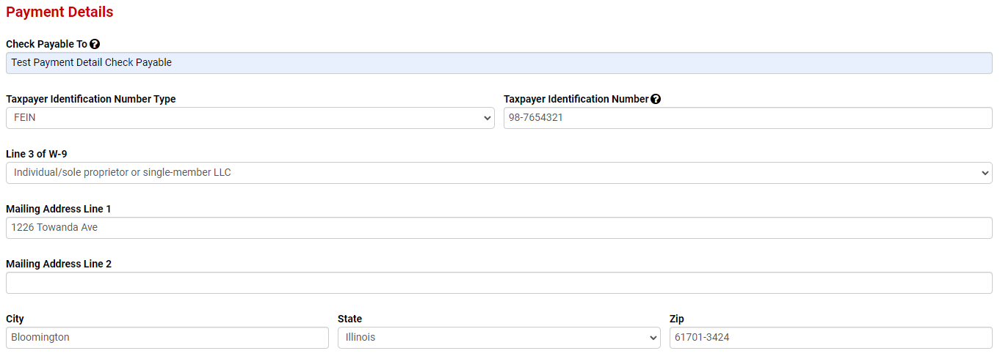 Payment Details
Check Payable To ?
Test Payment Detail Check Payable
Taxpayer Identification Number Type
Taxpayer Identification Number ?
FEIN
98-7654321
Line 3 of W-9
Individual/sole proprietor or single-member LLC
Mailing Address Line 1
1226 Towanda Ave
Mailing Address Line 2
City
State
Zip
Bloomington
Illinois
61701-3424